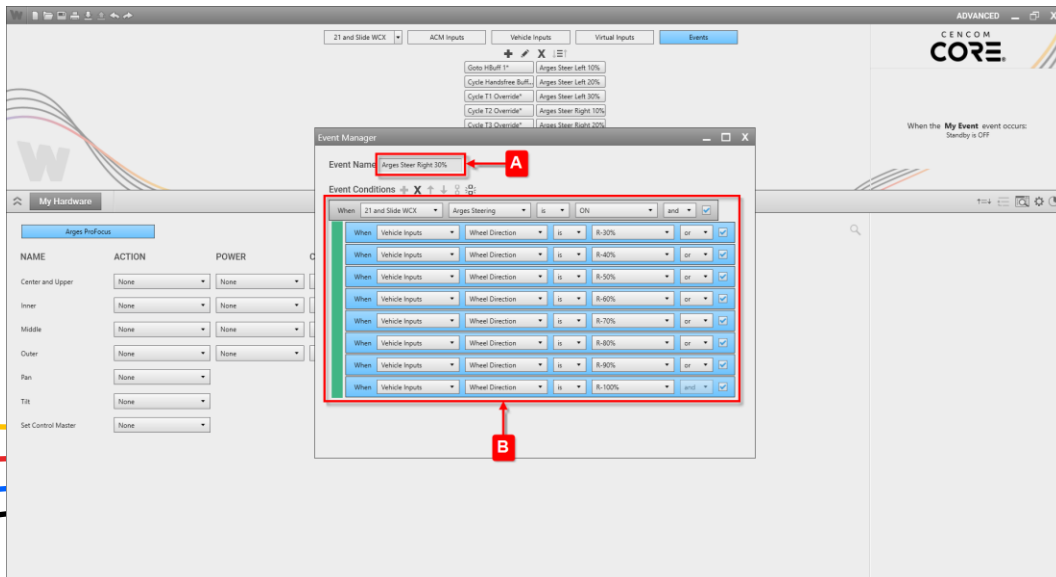 ADVANCED
21 and Slide WCX ACM Inputs Vehicle Inputs Virtual Inputs Events
CENCOM
CORE
Goto HBuff 1* Arges Steer Left 10%
Cycle Handsfree Buff.. Arges Steer Left 20%
Cycle T1 Override* Arges Steer Left 30%
Cycle T2 Override* Arges Steer Right 10%
Cycle T3 Override* Arges Steer Right 20%
When the My Event event occurs:
Standby is OFF
W
Event Manager
Event Name Arges Steer Right 30% A
Event Conditions
My Hardware
When 21 and Slide WCX Arges Steering is ON and
Arges ProFocus
When Vehicle Inputs Wheel Direction is R-30% or
When Vehicle Inputs Wheel Direction is R-40% or
When Vehicle Inputs Wheel Direction is R-50% or
When Vehicle Inputs Wheel Direction is R-60% or
When Vehicle Inputs Wheel Direction is R-70% or
When Vehicle Inputs Wheel Direction is R-80% or
When Vehicle Inputs Wheel Direction is R-90% or
When Vehicle Inputs Wheel Direction is R-100% and
B
NAME ACTION POWER C
Center and Upper None None
Inner None None
Middle None None
Outer None None
Pan None
Tilt None
Set Control Master None